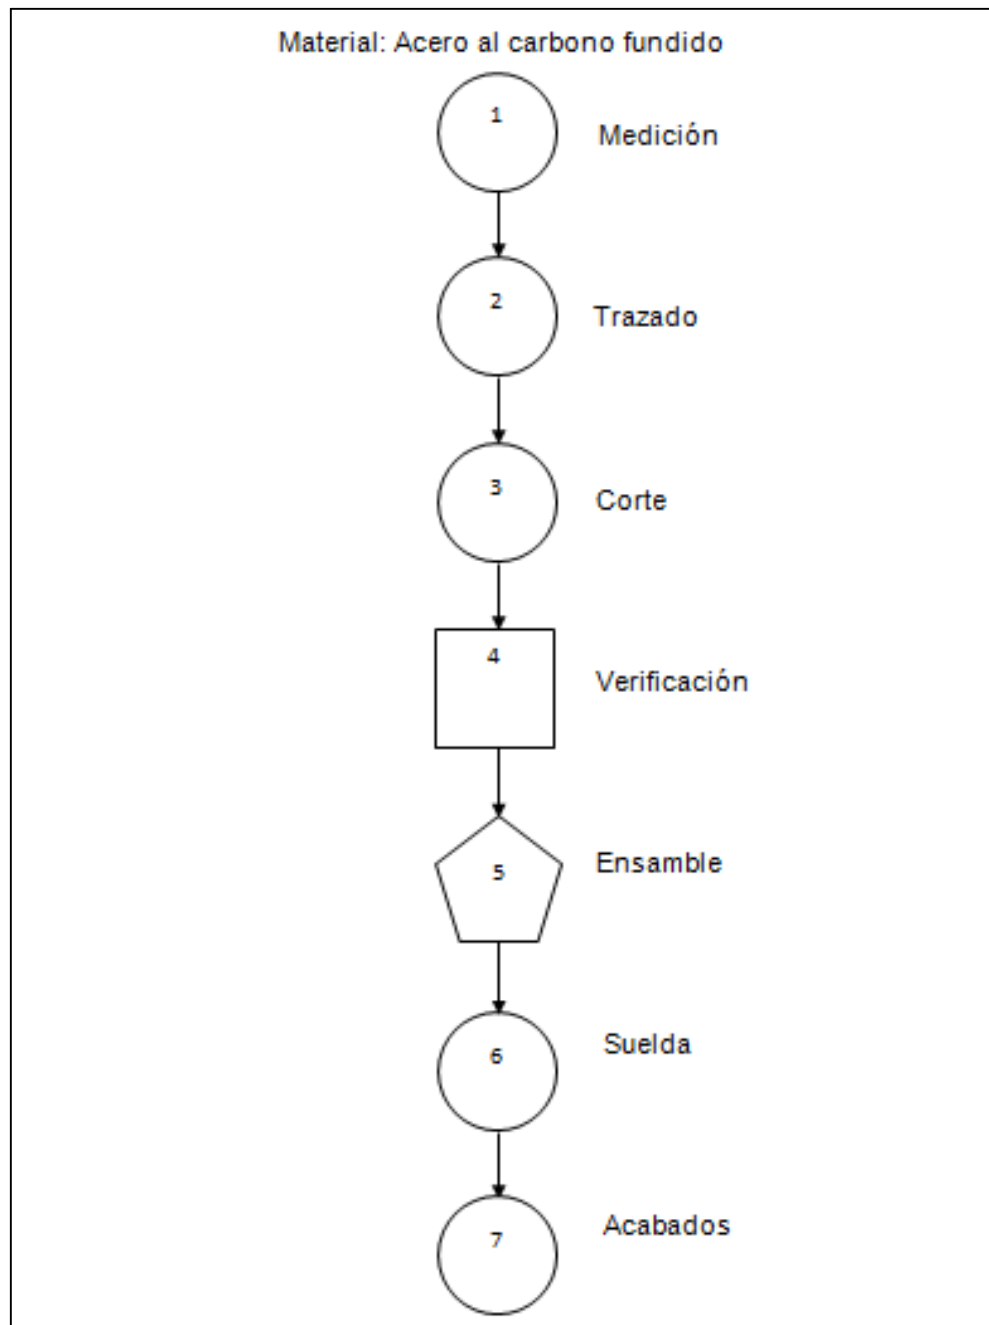 Material: Acero al carbono fundido
1 Medición
2 Trazado
3 Corte
4 Verificación
5 Ensamble
6 Suelda
7 Acabados